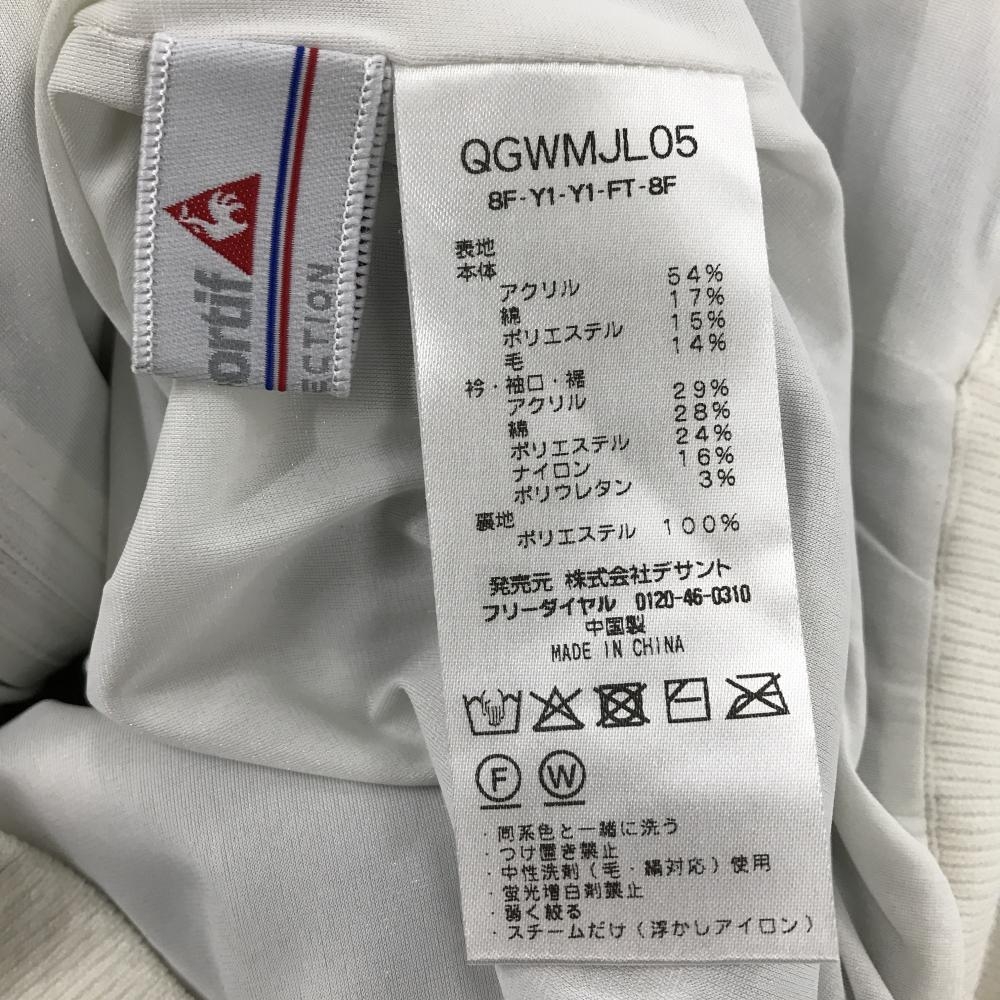 ortif
ECTION
QGWMJL05
8F-Y1-Y1-FT-8F
表地
本体
アクリル 54%
綿 17%
ポリエステル 15%
毛 14%
衿・袖口・裾
アクリル 29%
綿 28%
ポリエステル 24%
ナイロン 16%
ポリウレタン 3%
裏地
ポリエステル 100%
発売元 株式会社デサント
フリーダイヤル 0120-46-0310
中国製
MADE IN CHINA
F W
・同系色と一緒に洗う
・つけ置き禁止
・中性洗剤(毛・絹対応)使用
・蛍光増白剤禁止
・弱く絞る
・スチームだけ(浮かしアイロン)